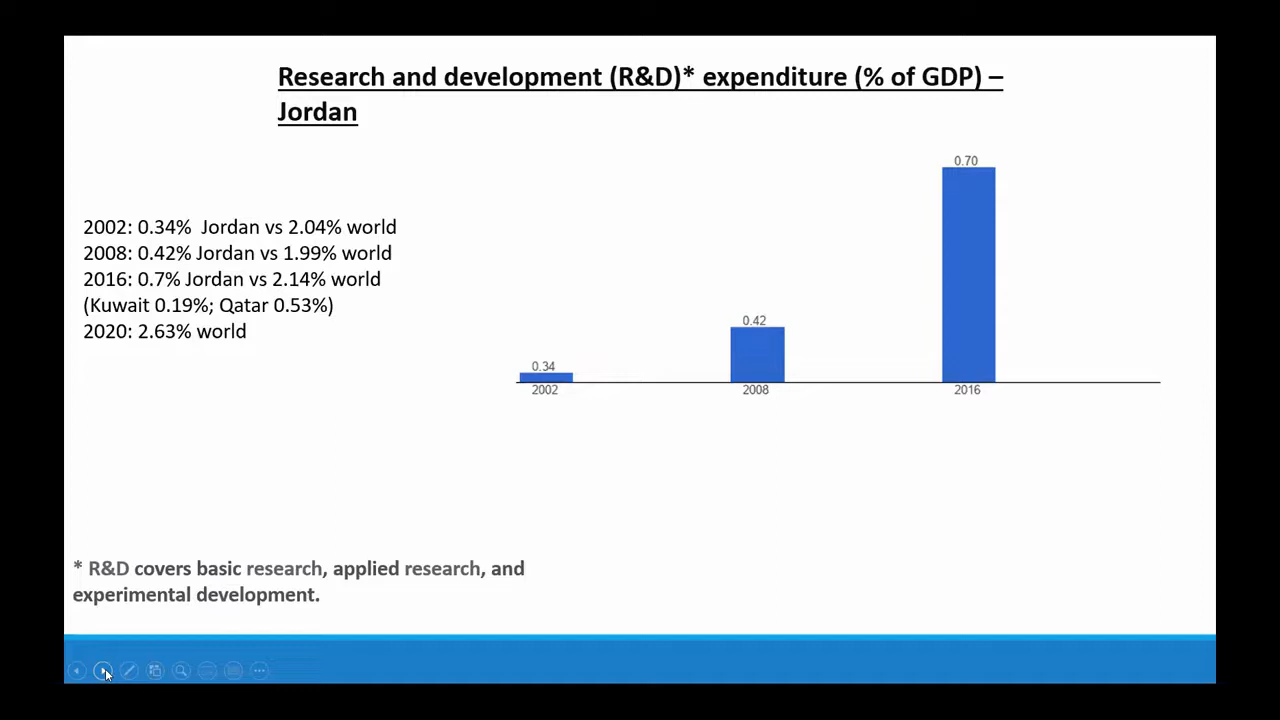 Research and development (R&D)* expenditure (% of GDP) –
Jordan
2002: 0.34%  Jordan vs 2.04% world
2008: 0.42% Jordan vs 1.99% world
2016: 0.7% Jordan vs 2.14% world
(Kuwait 0.19%; Qatar 0.53%)
2020: 2.63% world
0.34
0.42
0.70
2002
2008
2016
* R&D covers basic research, applied research, and
experimental development.